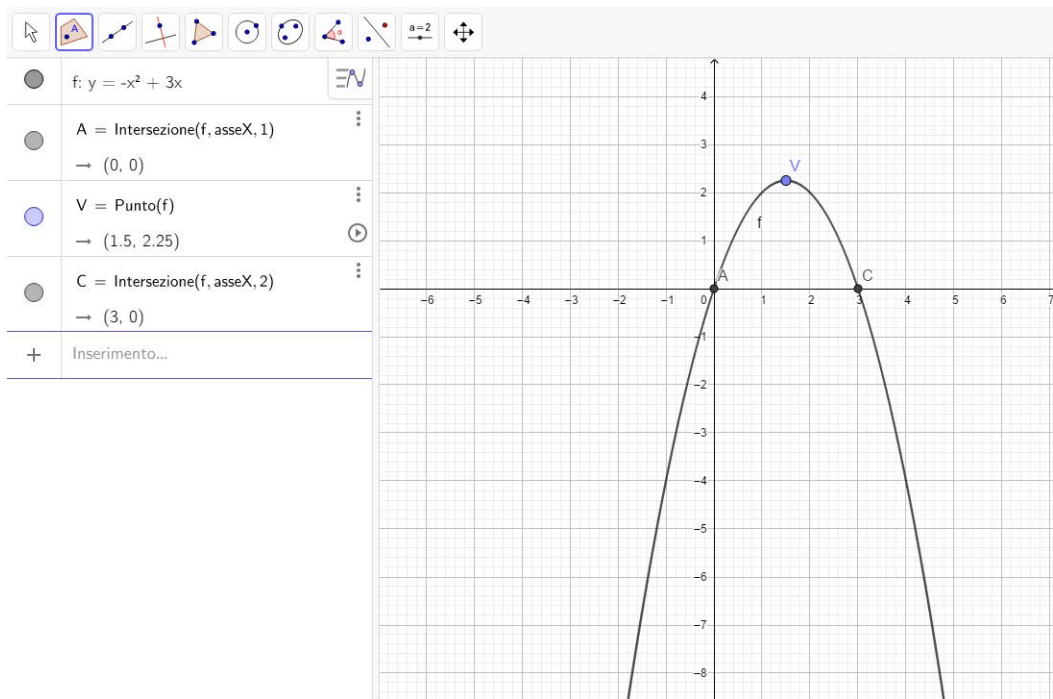 A
α
a=2
f: y = -x² + 3x
A = Intersezione(f, asseX, 1)
→ (0, 0)
V = Punto(f)
→ (1.5, 2.25)
C = Intersezione(f, asseX, 2)
→ (3, 0)
+ Inserimento...
4
3
V
2
f
1
A
C
–6 –5 –4 –3 –2 –1 0 1 2 3 4 5 6 7
–1
–2
–3
–4
–5
–6
–7
–8